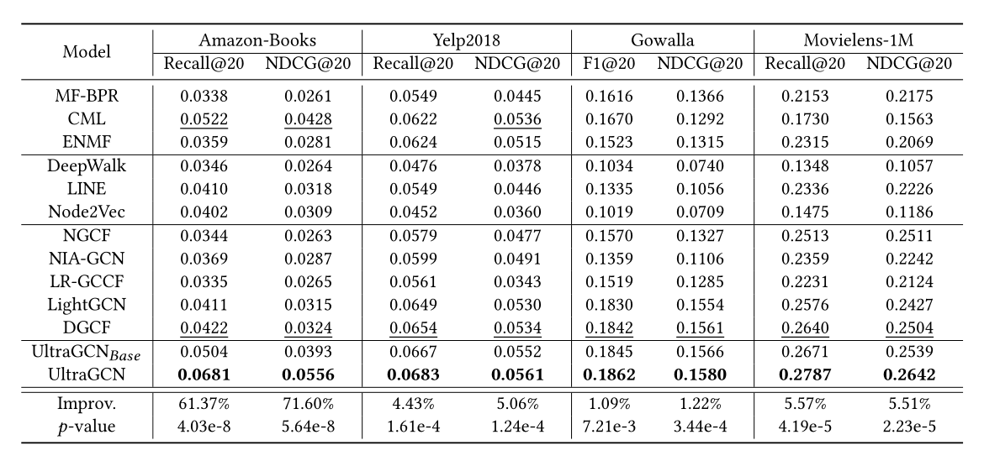 Model Amazon-Books Yelp2018 Gowalla Movielens-1M
Recall@20 NDCG@20 Recall@20 NDCG@20 F1@20 NDCG@20 Recall@20 NDCG@20
MF-BPR 0.0338 0.0261 0.0549 0.0445 0.1616 0.1366 0.2153 0.2175
CML 0.0522 0.0428 0.0622 0.0536 0.1670 0.1292 0.1730 0.1563
ENMF 0.0359 0.0281 0.0624 0.0515 0.1523 0.1315 0.2315 0.2069
DeepWalk 0.0346 0.0264 0.0476 0.0378 0.1034 0.0740 0.1348 0.1057
LINE 0.0410 0.0318 0.0549 0.0446 0.1335 0.1056 0.2336 0.2226
Node2Vec 0.0402 0.0309 0.0452 0.0360 0.1019 0.0709 0.1475 0.1186
NGCF 0.0344 0.0263 0.0579 0.0477 0.1570 0.1327 0.2513 0.2511
NIA-GCN 0.0369 0.0287 0.0599 0.0491 0.1359 0.1106 0.2359 0.2242
LR-GCCF 0.0335 0.0265 0.0561 0.0343 0.1519 0.1285 0.2231 0.2124
LightGCN 0.0411 0.0315 0.0649 0.0530 0.1830 0.1554 0.2576 0.2427
DGCF 0.0422 0.0324 0.0654 0.0534 0.1842 0.1561 0.2640 0.2504
UltraGCN_Base 0.0504 0.0393 0.0667 0.0552 0.1845 0.1566 0.2671 0.2539
UltraGCN 0.0681 0.0556 0.0683 0.0561 0.1862 0.1580 0.2787 0.2642
Improv. 61.37% 71.60% 4.43% 5.06% 1.09% 1.22% 5.57% 5.51%
p-value 4.03e-8 5.64e-8 1.61e-4 1.24e-4 7.21e-3 3.44e-4 4.19e-5 2.23e-5